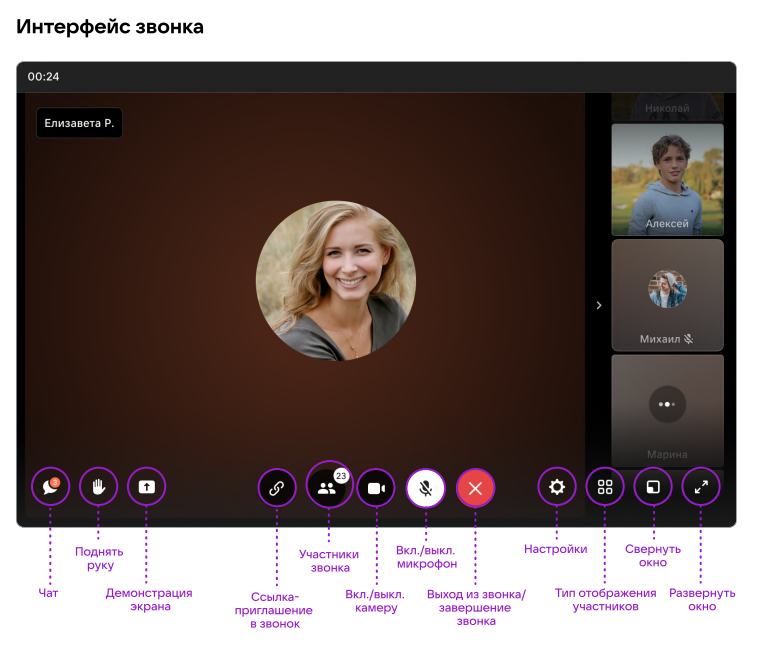 Интерфейс звонка
00:24
Елизавета Р.
Николай
Алексей
Михаил
Марина
3
23
Поднять
руку
Участники
звонка
Вкл./выкл.
микрофон
Настройки
Свернуть
окно
Чат
Демонстрация
экрана
Ссылка-
приглашение
в звонок
Вкл./выкл.
камеру
Выход из звонка/
завершение
звонка
Тип отображения
участников
Развернуть
окно